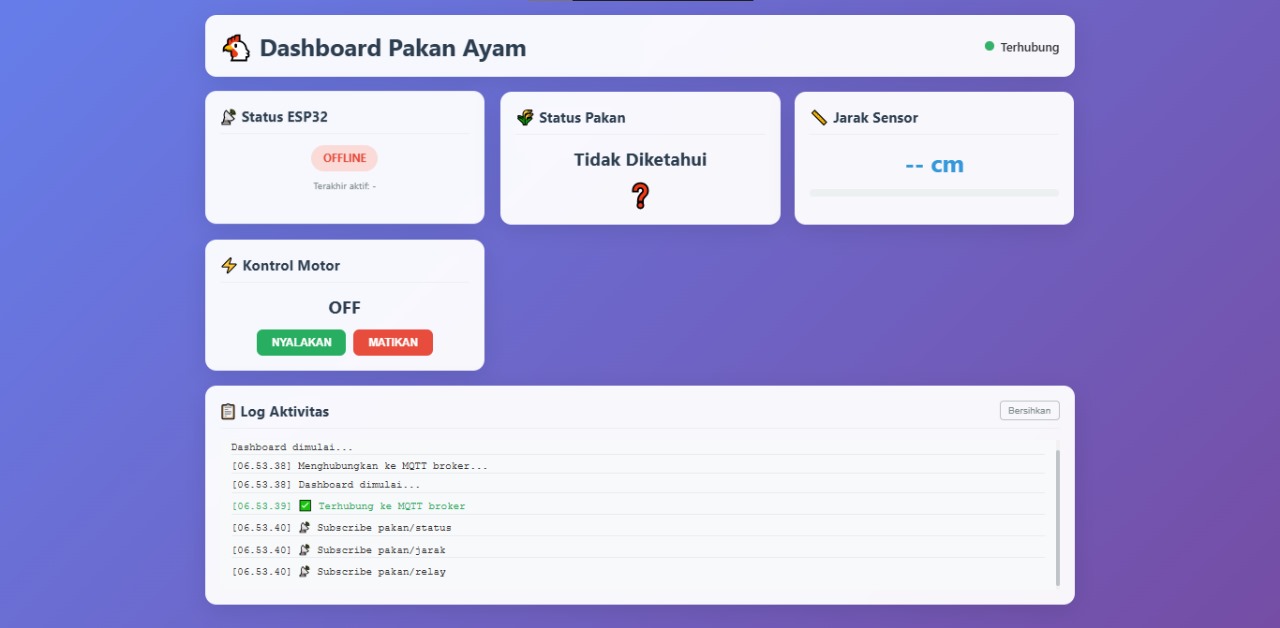 Dashboard Pakan Ayam
Terhubung
Status ESP32
OFFLINE
Terakhir aktif: -
Status Pakan
Tidak Diketahui
❓
Jarak Sensor
-- cm
Kontrol Motor
OFF
NYALAKAN MATIKAN
Log Aktivitas
Bersihkan
Dashboard dimulai...
[06.53.38] Menghubungkan ke MQTT broker...
[06.53.38] Dashboard dimulai...
[06.53.39] ✅ Terhubung ke MQTT broker
[06.53.40] 📡 Subscribe pakan/status
[06.53.40] 📡 Subscribe pakan/jarak
[06.53.40] 📡 Subscribe pakan/relay